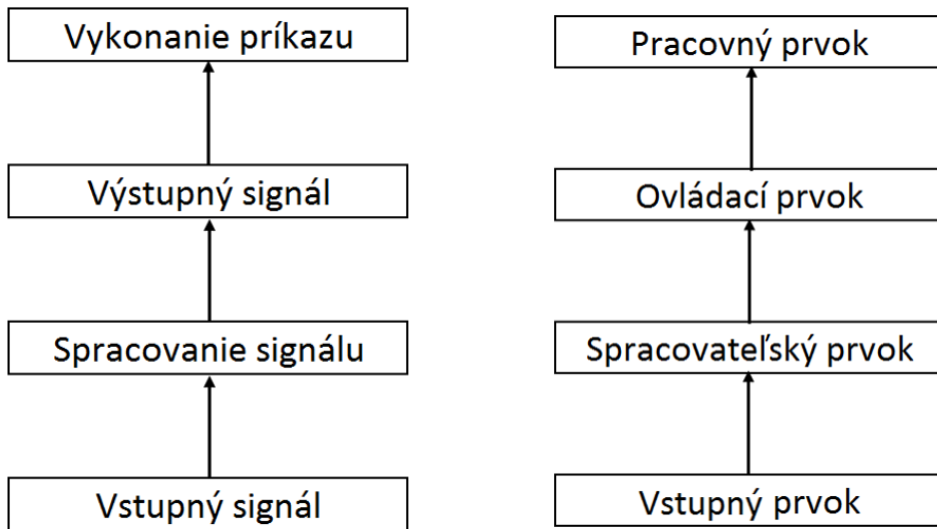 Vykonanie príkazu
Výstupný signál
Spracovanie signálu
Vstupný signál
Pracovný prvok
Ovládací prvok
Spracovateľský prvok
Vstupný prvok